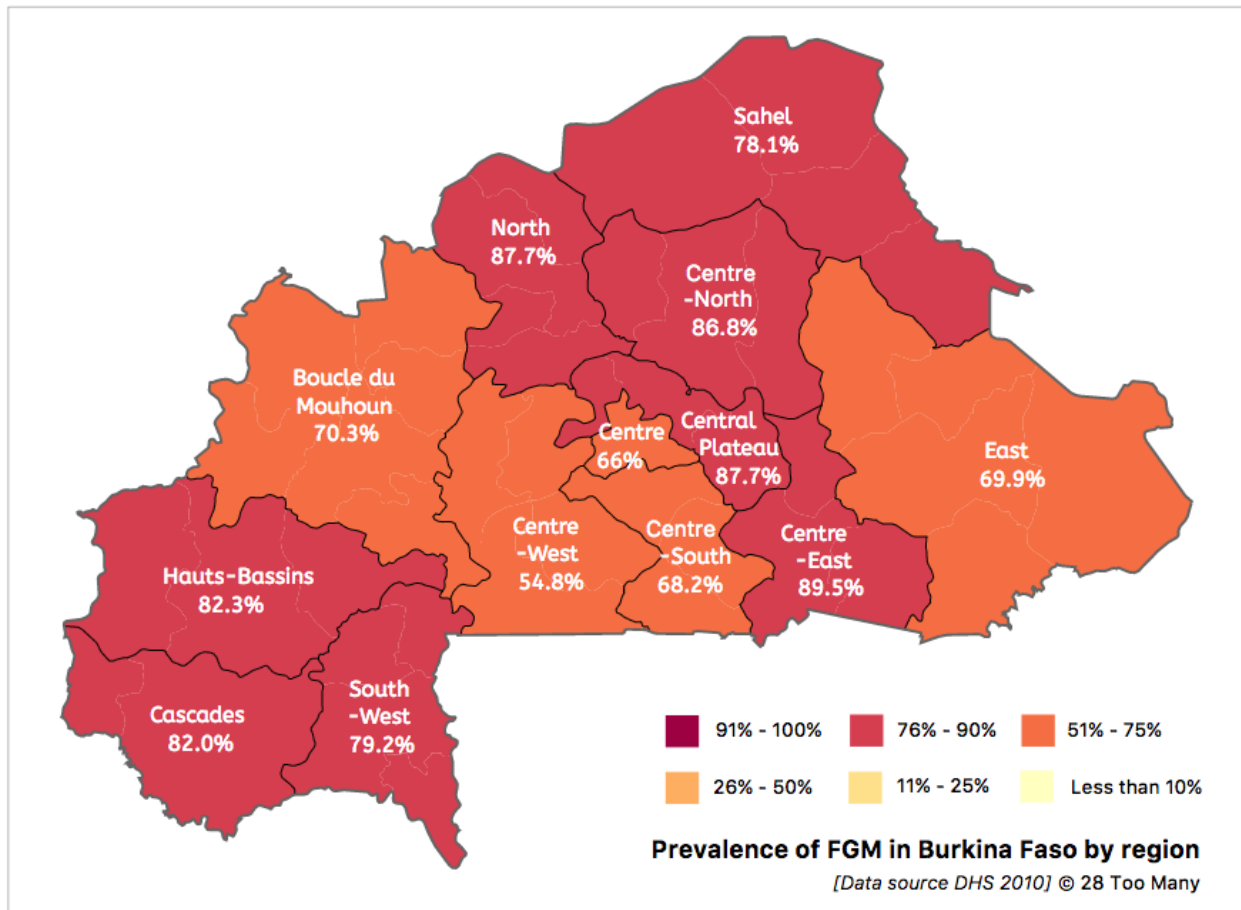 Sahel
78.1%
North
87.7%
Centre
-North
86.8%
Boucle du
Mouhoun
70.3%
Centre
66%
Central
Plateau
87.7%
East
69.9%
Centre
-West
54.8%
Centre
-South
68.2%
Centre
-East
89.5%
Hauts-Bassins
82.3%
Cascades
82.0%
South
-West
79.2%
91% - 100%
76% - 90%
51% - 75%
26% - 50%
11% - 25%
Less than 10%
Prevalence of FGM in Burkina Faso by region
[Data source DHS 2010] © 28 Too Many